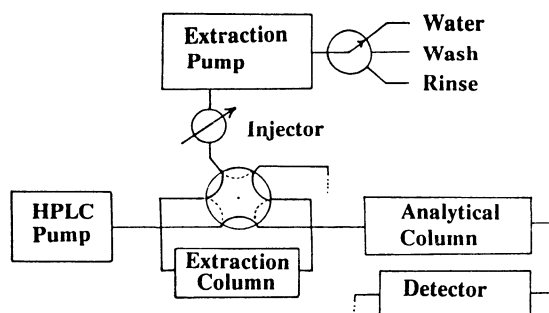 Extraction
Pump
Water
Wash
Rinse
Injector
HPLC
Pump
Extraction
Column
Analytical
Column
Detector